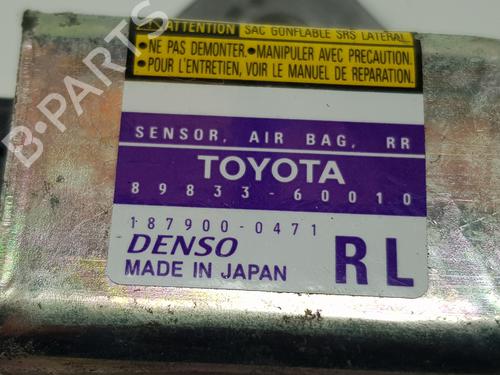 ATTENTION SAC GONFLABLE SRS LATERAL
•NE PAS DEMONTER. •MANIPULER AVEC PRECAUTION.
•POUR L'ENTRETIEN, VOIR LE MANUEL DE REPARATION.
SENSOR, AIR BAG, RR
TOYOTA
89833-60010
187900-0471
DENSO
MADE IN JAPAN
RL
B-PARTS